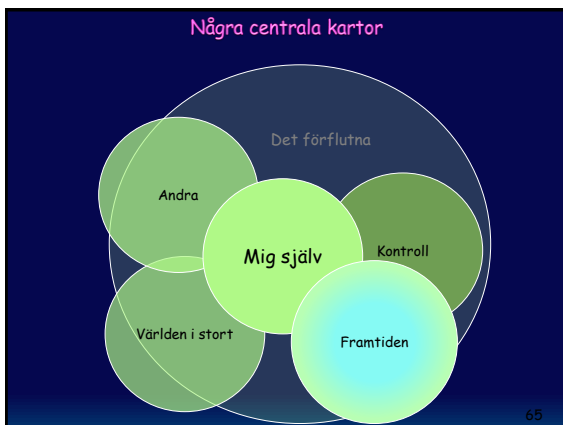 Några centrala kartor
Det förflutna
Andra
Mig själv
Kontroll
Världen i stort
Framtiden
65